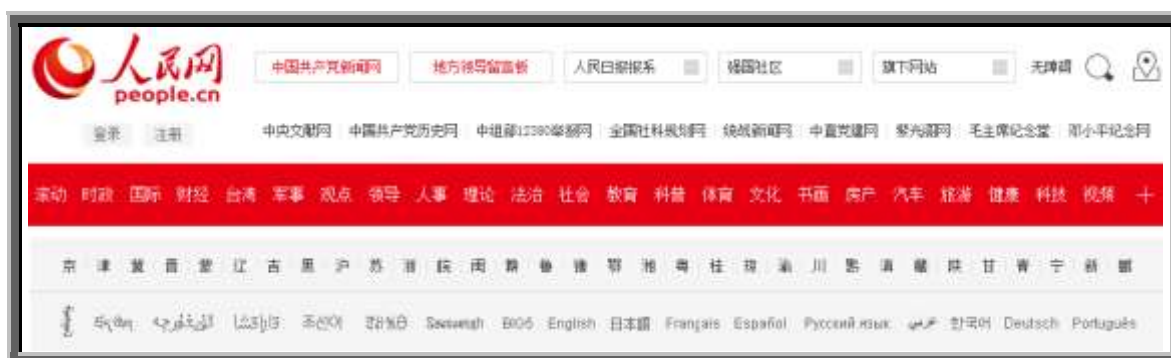 人民网
people.cn
中国共产党新闻网 地方领导留言板 人民日报报系 强国社区 旗下网站 无障碍
登录 注册 中央文献网 中国共产党历史网 中组部12380举报网 全国社科规划网 统战新闻网 中直党建网 紫光阁网 毛主席纪念堂 邓小平纪念网
滚动 时政 国际 财经 台湾 军事 观点 领导 人事 理论 法治 社会 教育 科普 体育 文化 书画 房产 汽车 旅游 健康 科技 视频 +
京 津 冀 晋 蒙 辽 吉 黑 沪 苏 浙 皖 闽 赣 鲁 豫 鄂 湘 粤 桂 琼 渝 川 黔 滇 藏 陕 甘 青 宁 新 鹏
조선어 Sawcuengh BIG5 English 日本語 Français Español Русский язык عربي 한국어 Deutsch Português